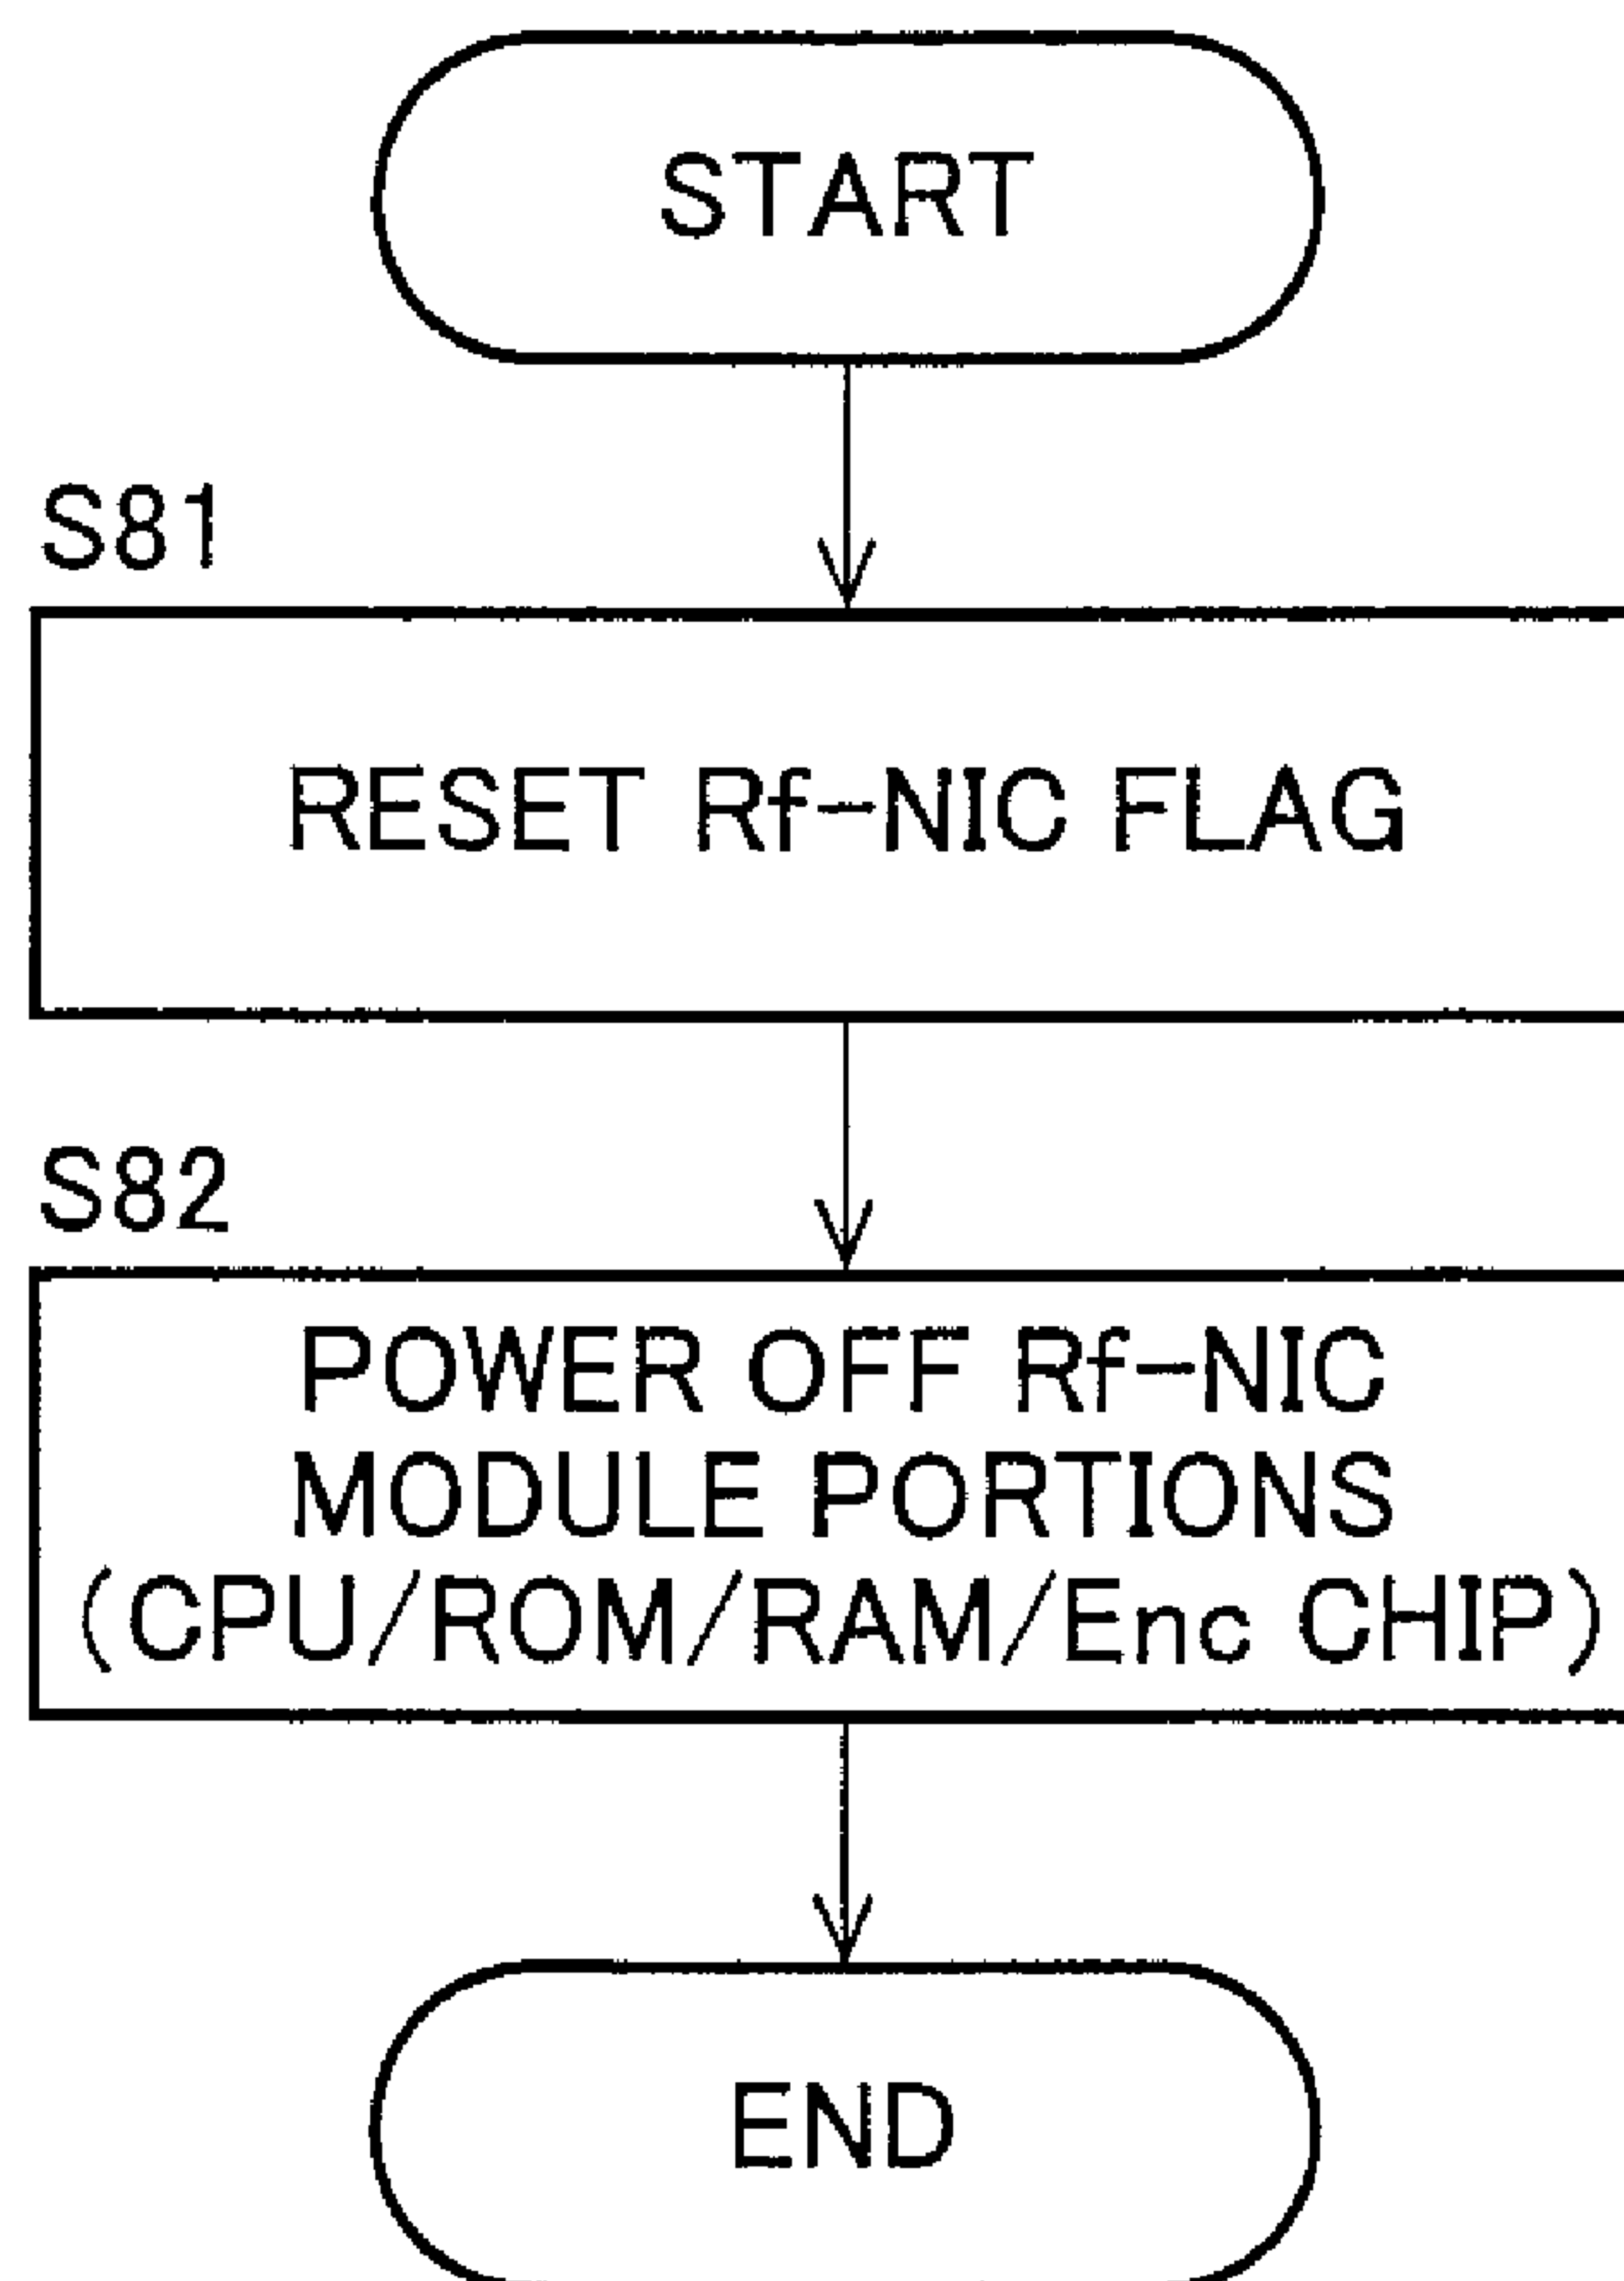 START
S81
RESET Rf-NIC FLAG
S82
POWER OFF Rf-NIC
MODULE PORTIONS
(CPU/ROM/RAM/Enc CHIP)
END